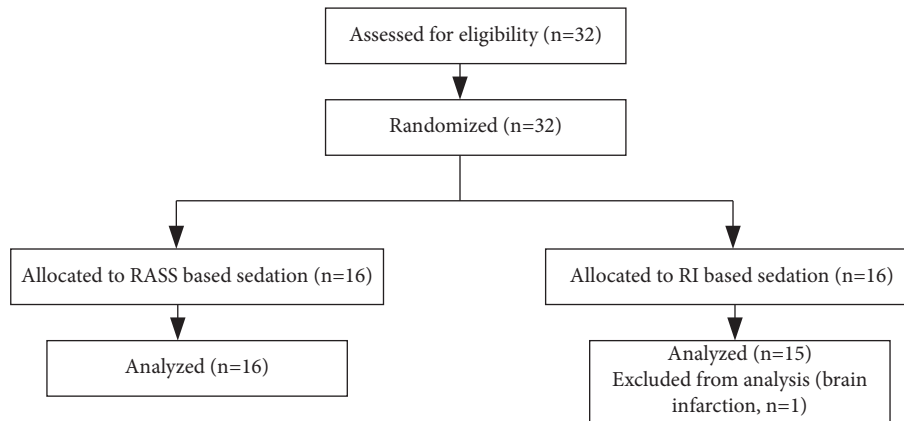 Assessed for eligibility (n=32)
Randomized (n=32)
Allocated to RASS based sedation (n=16)
Allocated to RI based sedation (n=16)
Analyzed (n=16)
Analyzed (n=15)
Excluded from analysis (brain
infarction, n=1)